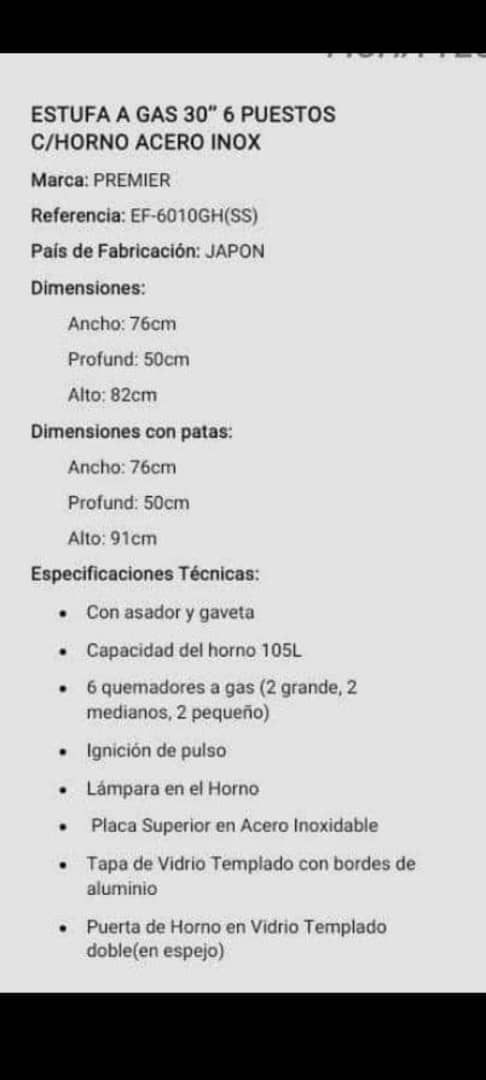 ESTUFA A GAS 30” 6 PUESTOS
C/HORNO ACERO INOX
Marca: PREMIER
Referencia: EF-6010GH(SS)
País de Fabricación: JAPON
Dimensiones:
Ancho: 76cm
Profund: 50cm
Alto: 82cm
Dimensiones con patas:
Ancho: 76cm
Profund: 50cm
Alto: 91cm
Especificaciones Técnicas:
• Con asador y gaveta
• Capacidad del horno 105L
• 6 quemadores a gas (2 grande, 2
medianos, 2 pequeño)
• Ignición de pulso
• Lámpara en el Horno
• Placa Superior en Acero Inoxidable
• Tapa de Vidrio Templado con bordes de
aluminio
• Puerta de Horno en Vidrio Templado
doble(en espejo)